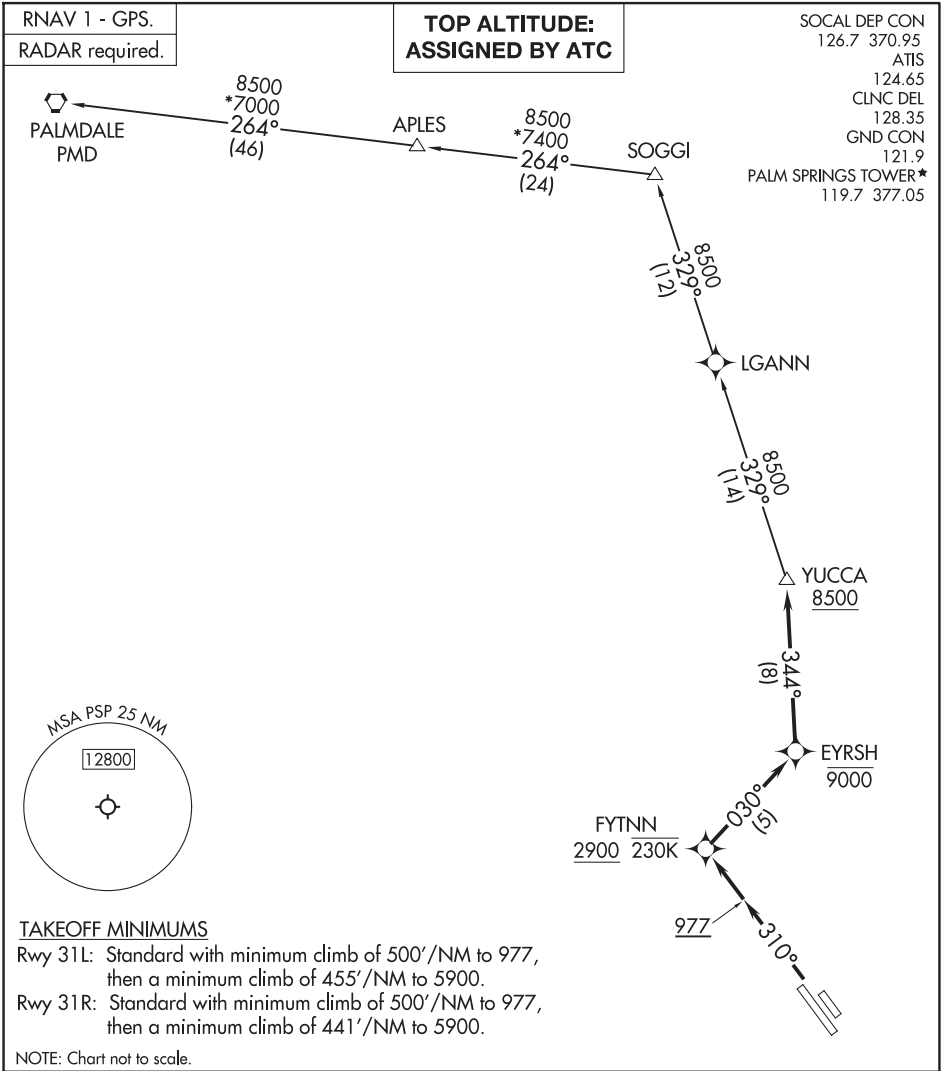 RNAV 1 - GPS.
RADAR required.
TOP ALTITUDE:
ASSIGNED BY ATC
SOCAL DEP CON
126.7 370.95
ATIS
124.65
CLNC DEL
128.35
GND CON
121.9
PALM SPRINGS TOWER★
119.7 377.05
PALMDALE
PMD
8500
*7000
264°
(46)
APLES
8500
*7400
264°
(24)
SOGGI
8500
329°
(12)
LGANN
8500
329°
(14)
YUCCA
8500
344°
(8)
EYRSH
9000
030°
(5)
FYTNN
2900 230K
977
310°
MSA PSP 25 NM
12800
TAKEOFF MINIMUMS
Rwy 31L: Standard with minimum climb of 500'/NM to 977,
then a minimum climb of 455'/NM to 5900.
Rwy 31R: Standard with minimum climb of 500'/NM to 977,
then a minimum climb of 441'/NM to 5900.
NOTE: Chart not to scale.